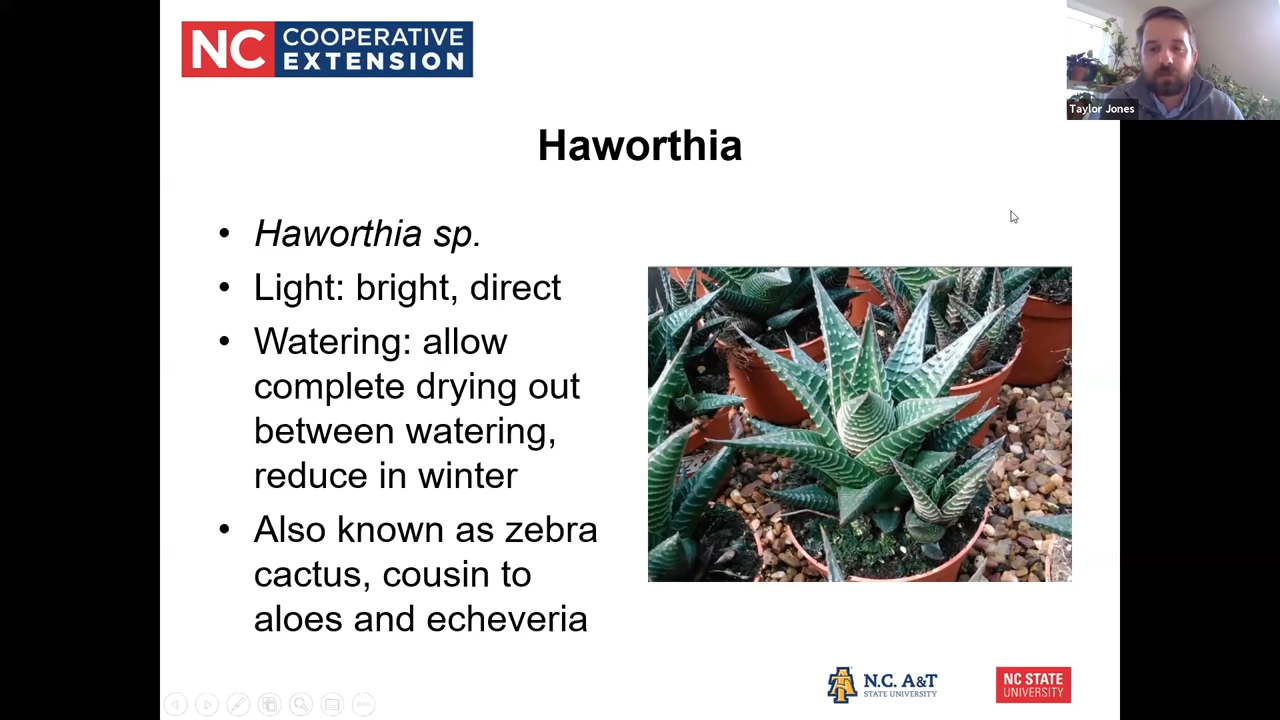 NC COOPERATIVE
EXTENSION
Taylor Jones
Haworthia
• Haworthia sp.
• Light: bright, direct
• Watering: allow
complete drying out
between watering,
reduce in winter
• Also known as zebra
cactus, cousin to
aloes and echeveria
N.C. A&T
STATE UNIVERSITY
NC STATE
UNIVERSITY